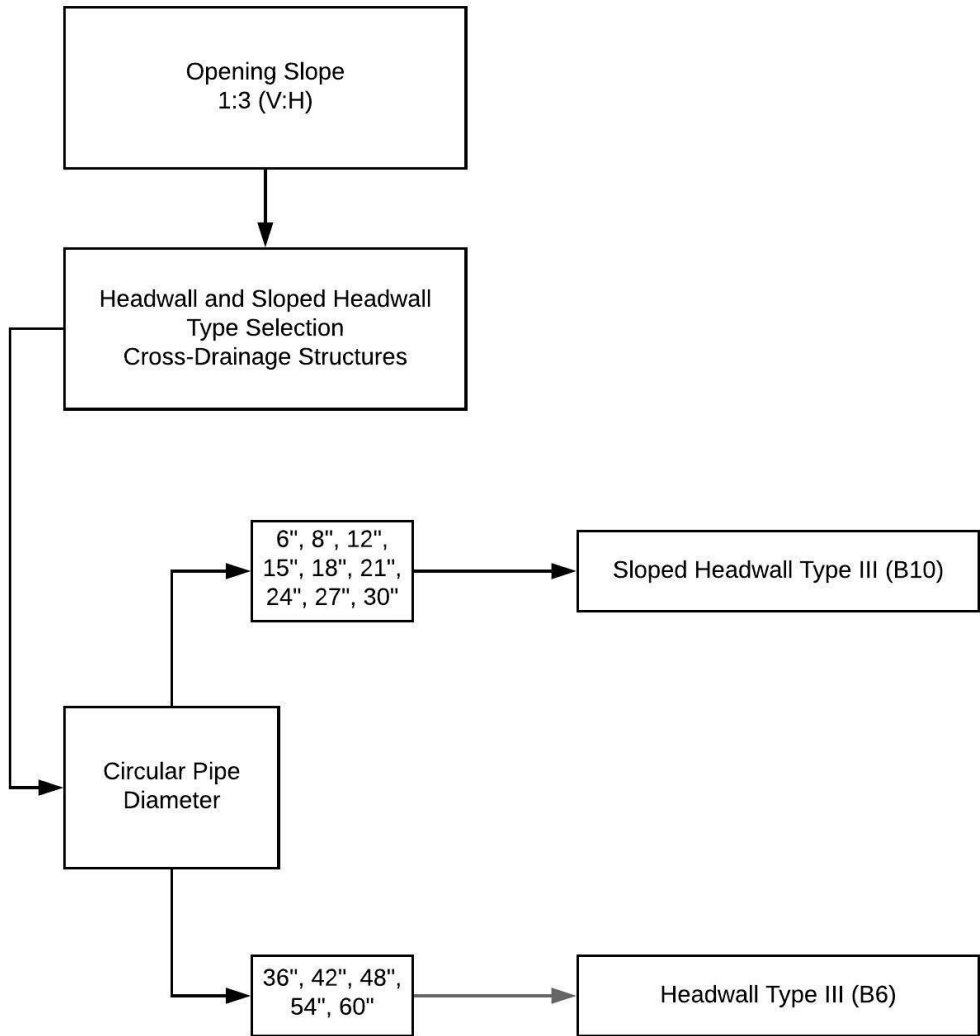 Opening Slope
1:3 (V:H)
Headwall and Sloped Headwall
Type Selection
Cross-Drainage Structures
6", 8", 12",
15", 18", 21",
24", 27", 30"
Sloped Headwall Type III (B10)
Circular Pipe
Diameter
36", 42", 48",
54", 60"
Headwall Type III (B6)